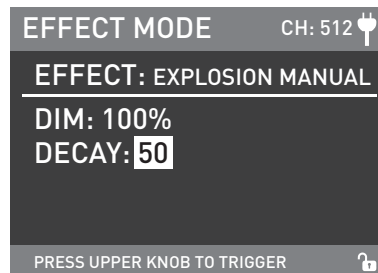 EFFECT MODE CH: 512
EFFECT: EXPLOSION MANUAL
DIM: 100%
DECAY: 50
PRESS UPPER KNOB TO TRIGGER